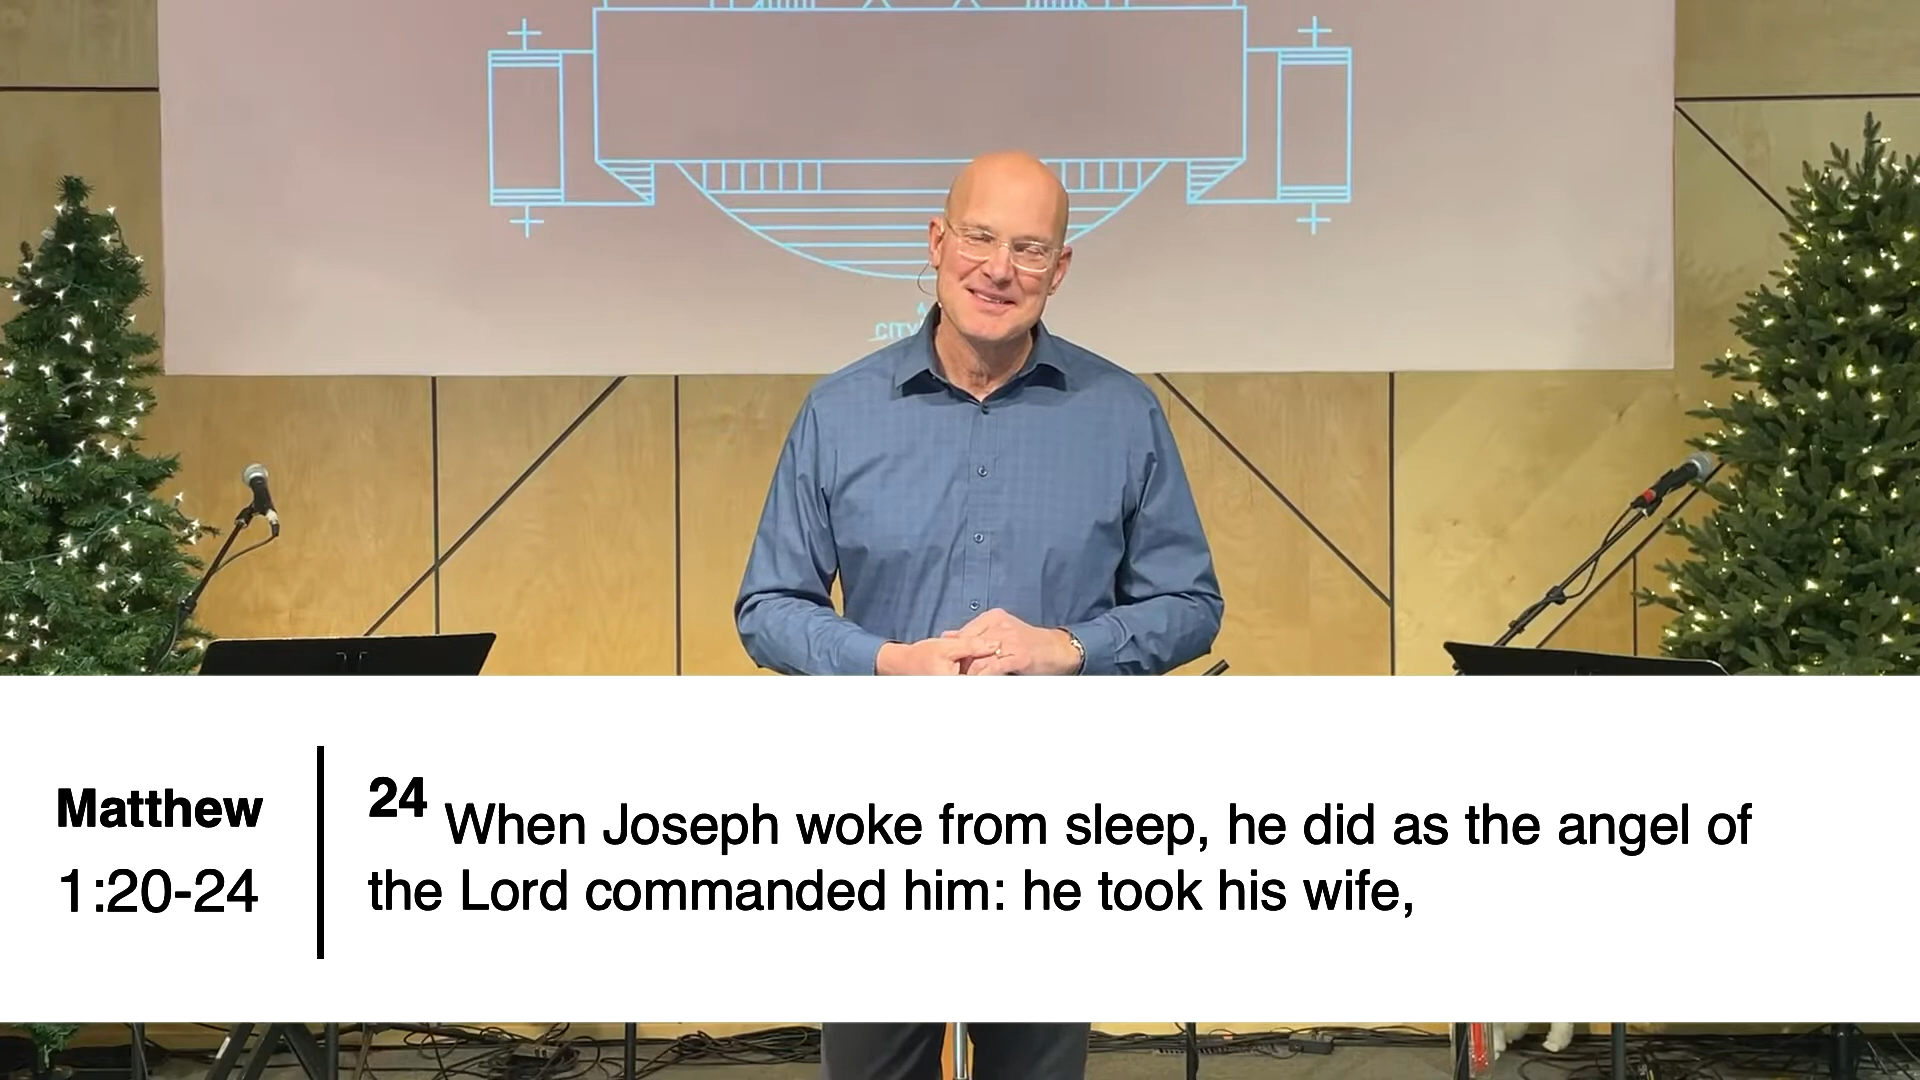 CITY
Matthew
1:20-24
24 When Joseph woke from sleep, he did as the angel of
the Lord commanded him: he took his wife,